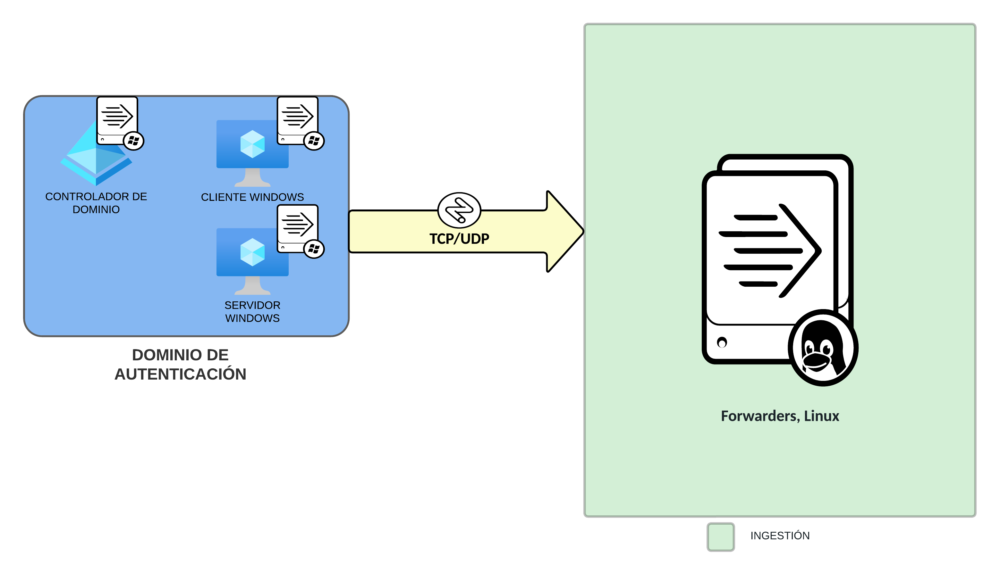 CONTROLADOR DE
DOMINIO
CLIENTE WINDOWS
SERVIDOR
WINDOWS
DOMINIO DE
AUTENTICACIÓN
TCP/UDP
Forwarders, Linux
INGESTIÓN